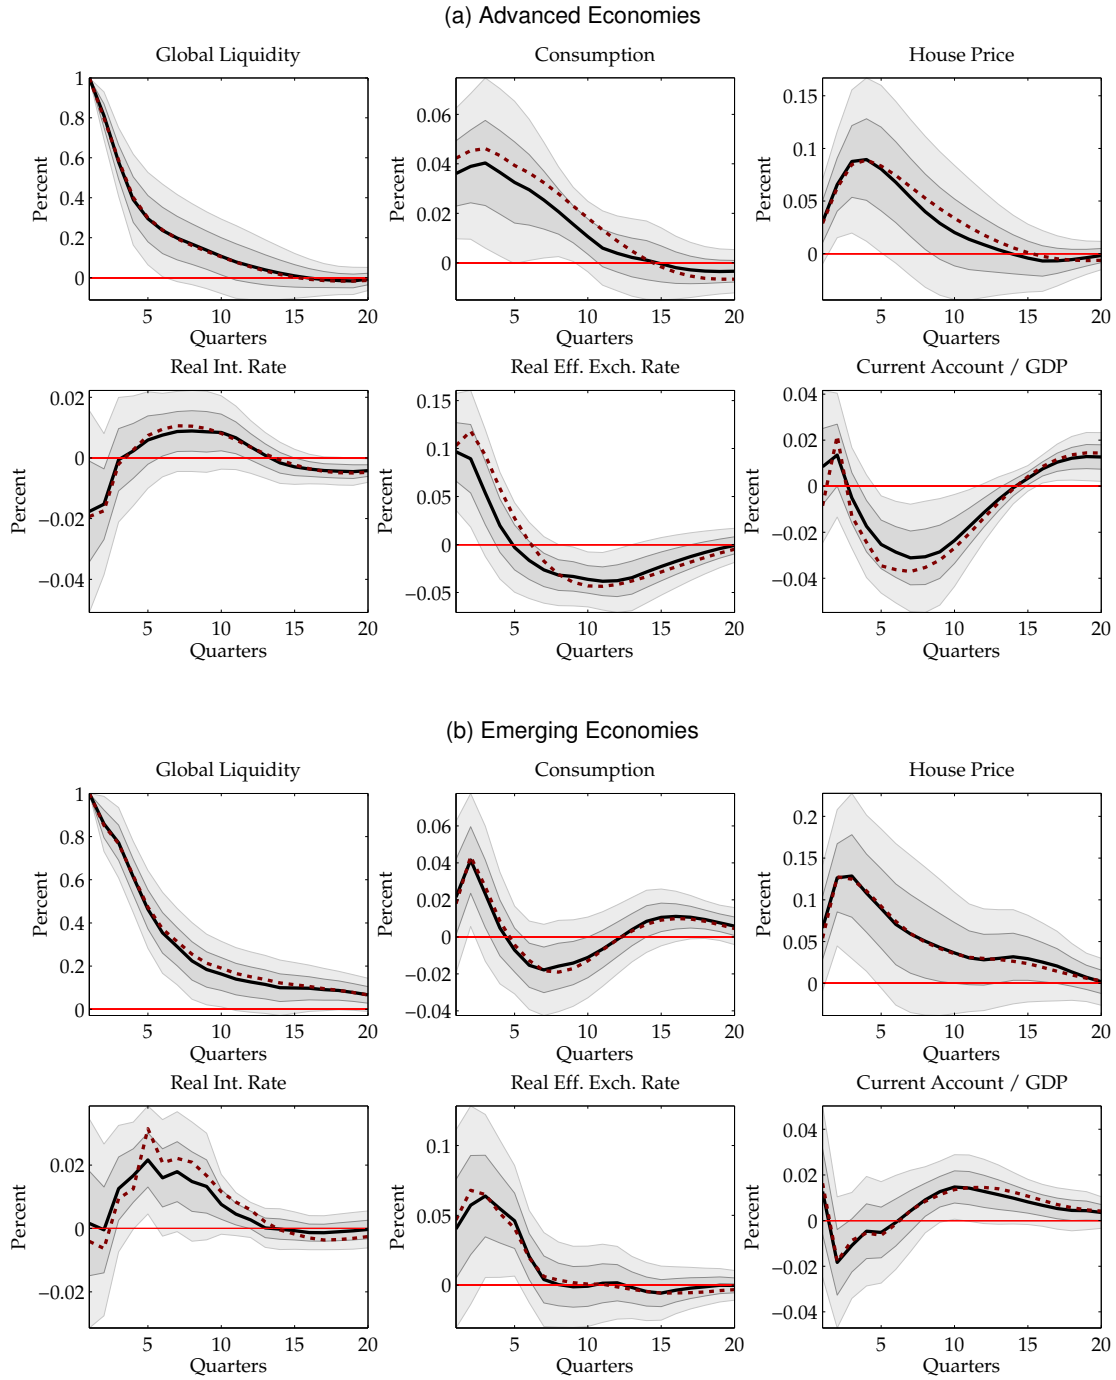 (a) Advanced Economies
Global Liquidity
Consumption
House Price
Percent
1
0.8
0.6
0.4
0.2
0
5 10 15 20
Quarters
Percent
0.06
0.04
0.02
0
5 10 15 20
Quarters
Percent
0.15
0.1
0.05
0
5 10 15 20
Quarters
Real Int. Rate
Real Eff. Exch. Rate
Current Account / GDP
Percent
0.02
0
−0.02
−0.04
5 10 15 20
Quarters
Percent
0.15
0.1
0.05
0
−0.05
5 10 15 20
Quarters
Percent
0.04
0.02
0
−0.02
−0.04
5 10 15 20
Quarters
(b) Emerging Economies
Global Liquidity
Consumption
House Price
Percent
1
0.8
0.6
0.4
0.2
0
5 10 15 20
Quarters
Percent
0.06
0.04
0.02
0
−0.02
−0.04
5 10 15 20
Quarters
Percent
0.2
0.15
0.1
0.05
0
5 10 15 20
Quarters
Real Int. Rate
Real Eff. Exch. Rate
Current Account / GDP
Percent
0.02
0
−0.02
5 10 15 20
Quarters
Percent
0.1
0.05
0
5 10 15 20
Quarters
Percent
0.04
0.02
0
−0.02
−0.04
5 10 15 20
Quarters